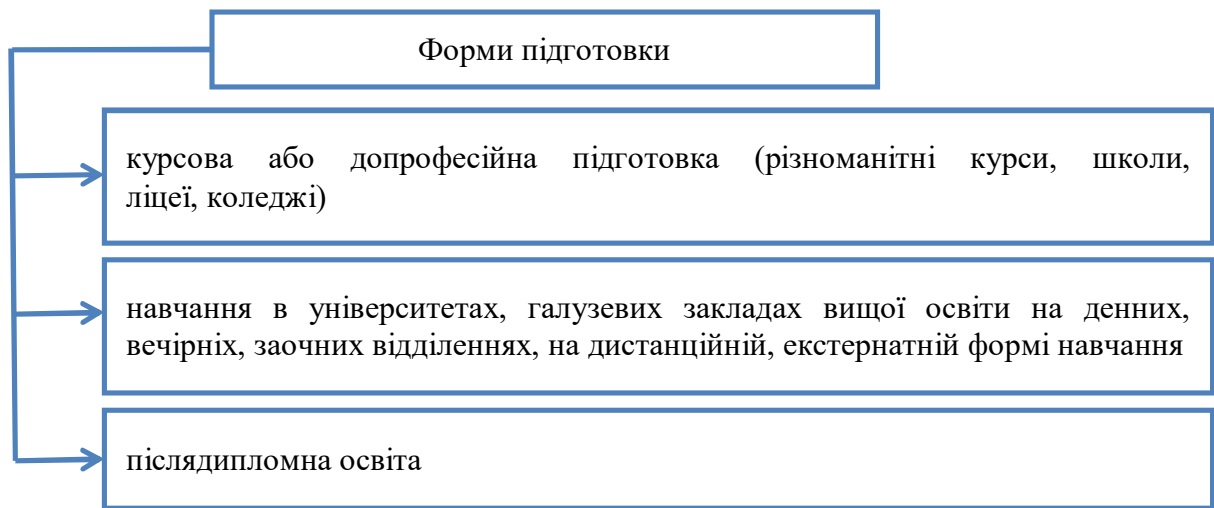 Форми підготовки
курсова або допрофесійна підготовка (різноманітні курси, школи,
ліцеї, коледжі)
навчання в університетах, галузевих закладах вищої освіти на денних,
вечірніх, заочних відділеннях, на дистанційній, екстернатній формі навчання
післядипломна освіта